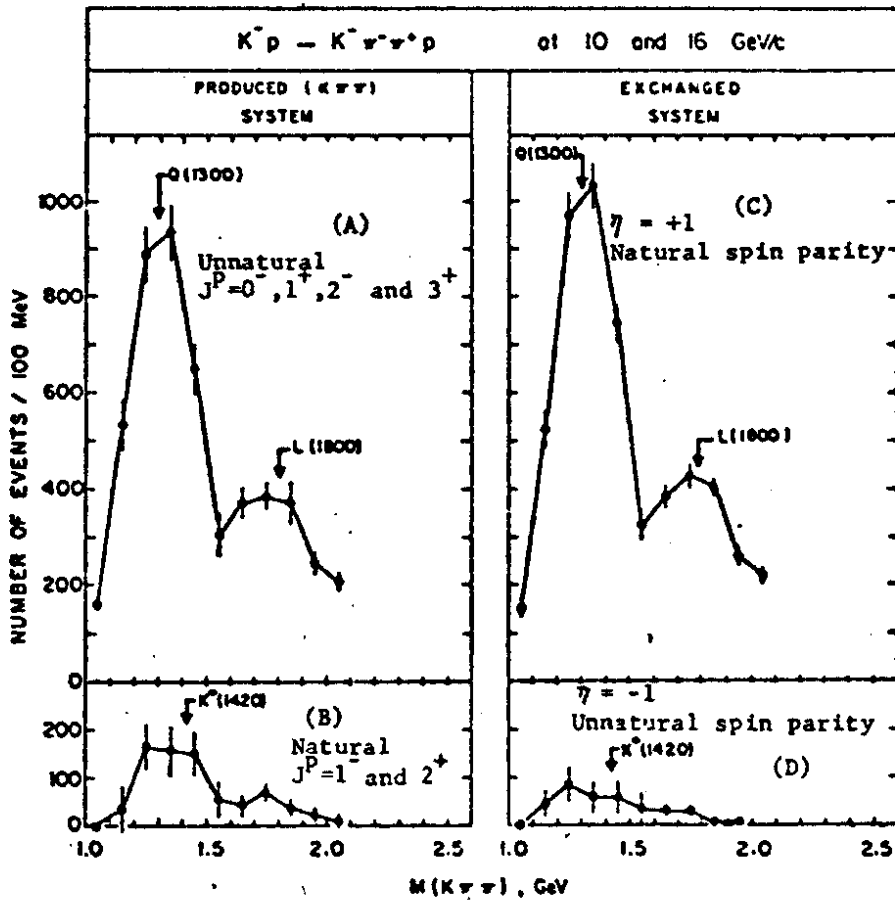 K⁻p – K⁻π⁻π⁺p at 10 and 16 GeV/c
PRODUCED (Kππ)
SYSTEM
EXCHANGED
SYSTEM
Q(1300)
(A)
Unnatural
Jᴾ=0⁻,1⁺,2⁻ and 3⁺
L(1800)
1000
800
600
400
200
0
NUMBER OF EVENTS / 100 MeV
Q(1300)
(C)
η = +1
Natural spin parity
L(1800)
K*(1420)
(B)
Natural
Jᴾ=1⁻ and 2⁺
200
100
0
η = -1
Unnatural spin parity
K*(1420)
(D)
1.0 1.5 2.0 2.5
1.0 1.5 2.0 2.5
M(Kππ), GeV